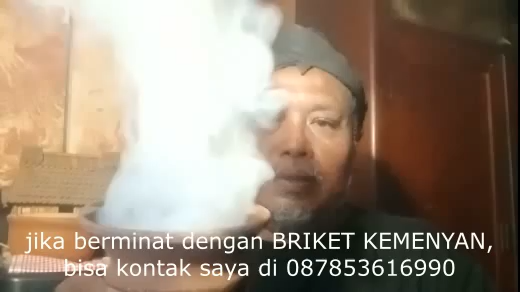 jika berminat dengan BRIKET KEMENYAN,
bisa kontak saya di 087853616990